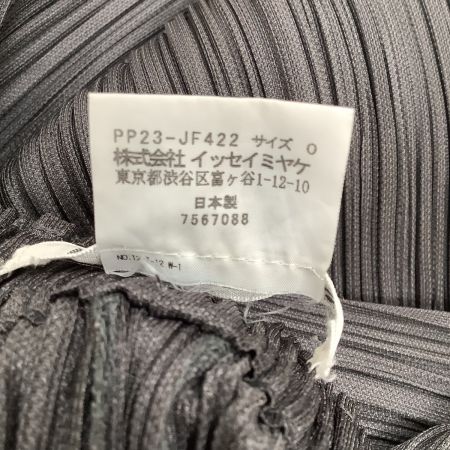 PP23-JF422 サイズ O
株式会社 イッセイミヤケ
東京都渋谷区富ヶ谷1-12-10
日本製
7567088